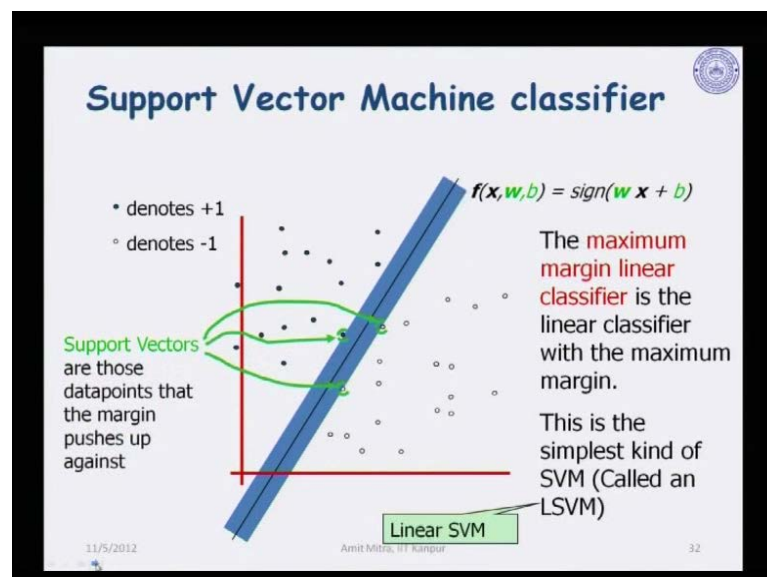 Support Vector Machine classifier
f(x,w,b) = sign(w x + b)
• denotes +1
° denotes -1
The maximum
margin linear
classifier is the
linear classifier
with the maximum
margin.
This is the
simplest kind of
SVM (Called an
LSVM)
Support Vectors
are those
datapoints that
the margin
pushes up
against
Linear SVM
11/5/2012
Amit Mitra, IIT Kanpur
32